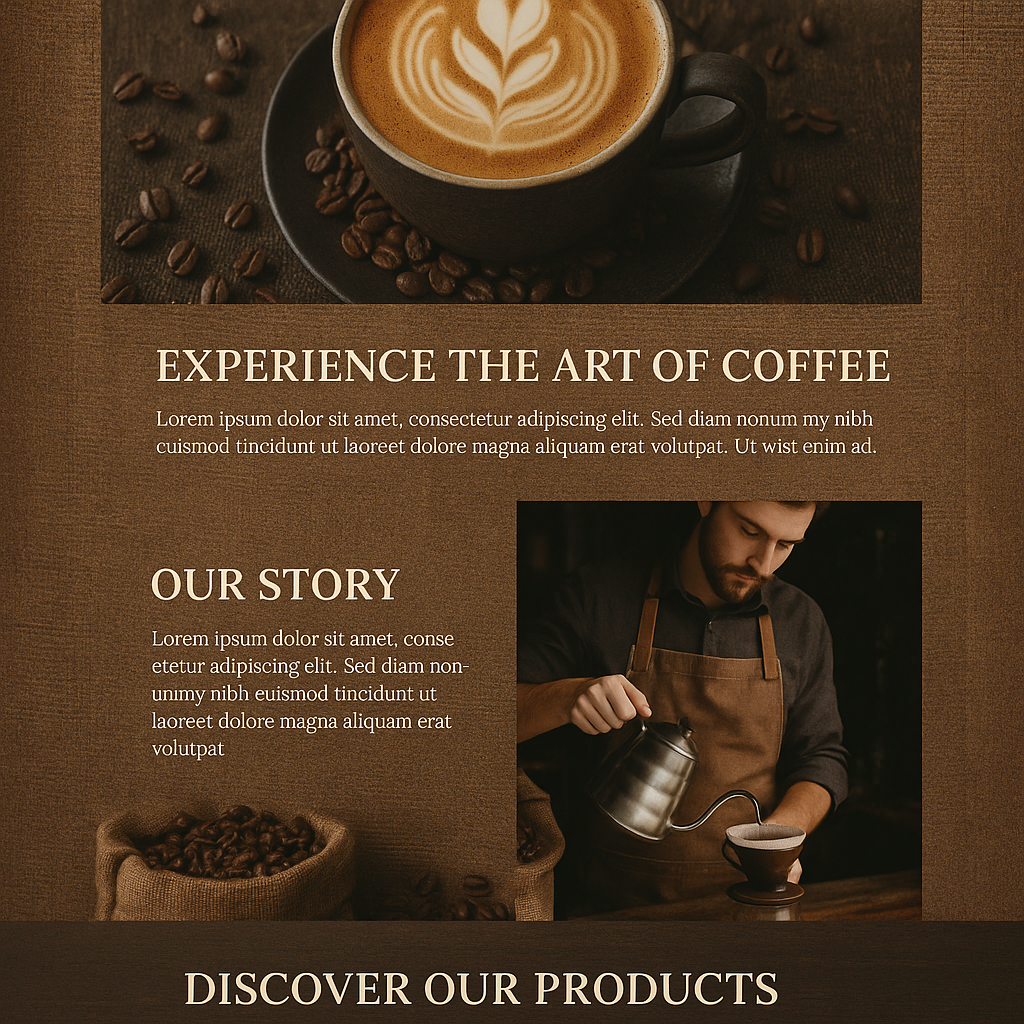 EXPERIENCE THE ART OF COFFEE
Lorem ipsum dolor sit amet, consectetur adipiscing elit. Sed diam nonum my nibh
cuismod tincidunt ut laoreet dolore magna aliquam erat volutpat. Ut wist enim ad.
OUR STORY
Lorem ipsum dolor sit amet, conse
etetur adipiscing elit. Sed diam non-
unımy nibh euismod tincidunt ut
laoreet dolore magna aliquam erat
volutpat
DISCOVER OUR PRODUCTS